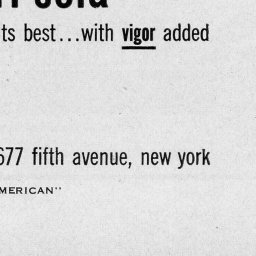 ts best...with vigor added
677 fifth avenue, new york
MERICAN"